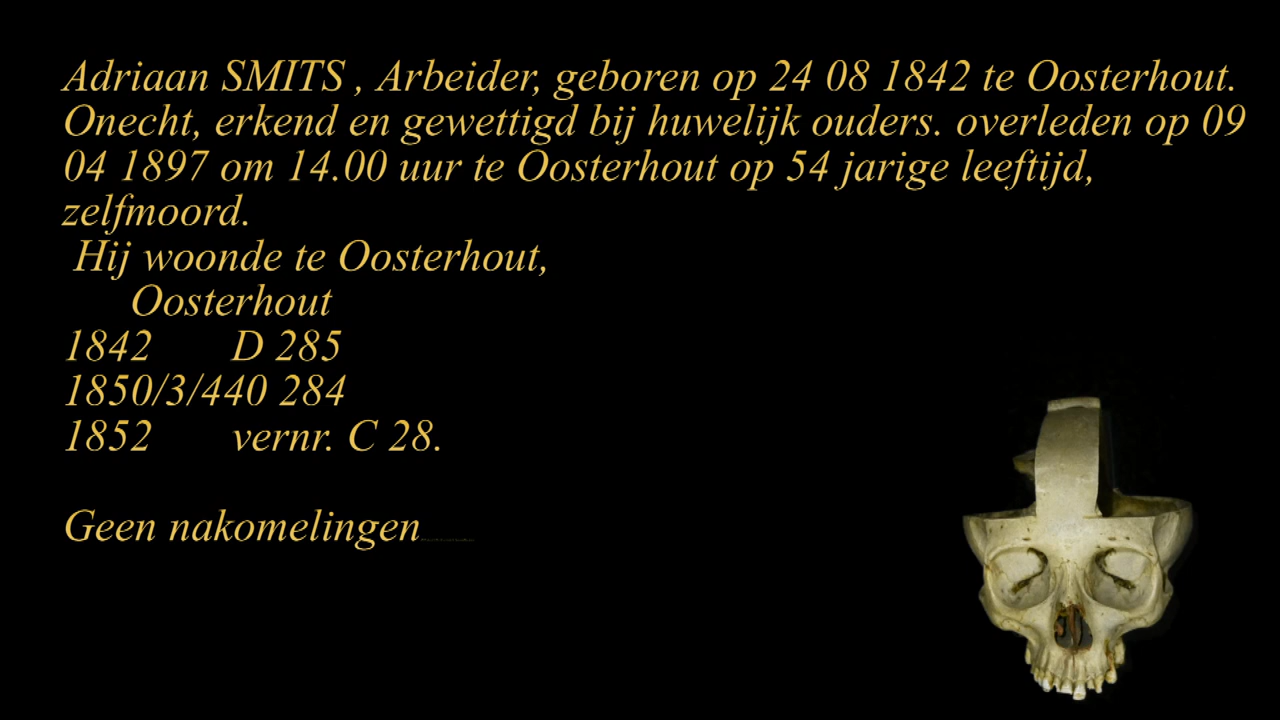 Adriaan SMITS , Arbeider, geboren op 24 08 1842 te Oosterhout.
Onecht, erkend en gewettigd bij huwelijk ouders. overleden op 09
04 1897 om 14.00 uur te Oosterhout op 54 jarige leeftijd,
zelfmoord.
Hij woonde te Oosterhout,
Oosterhout
1842 D 285
1850/3/440 284
1852 vernr. C 28.
Geen nakomelingen